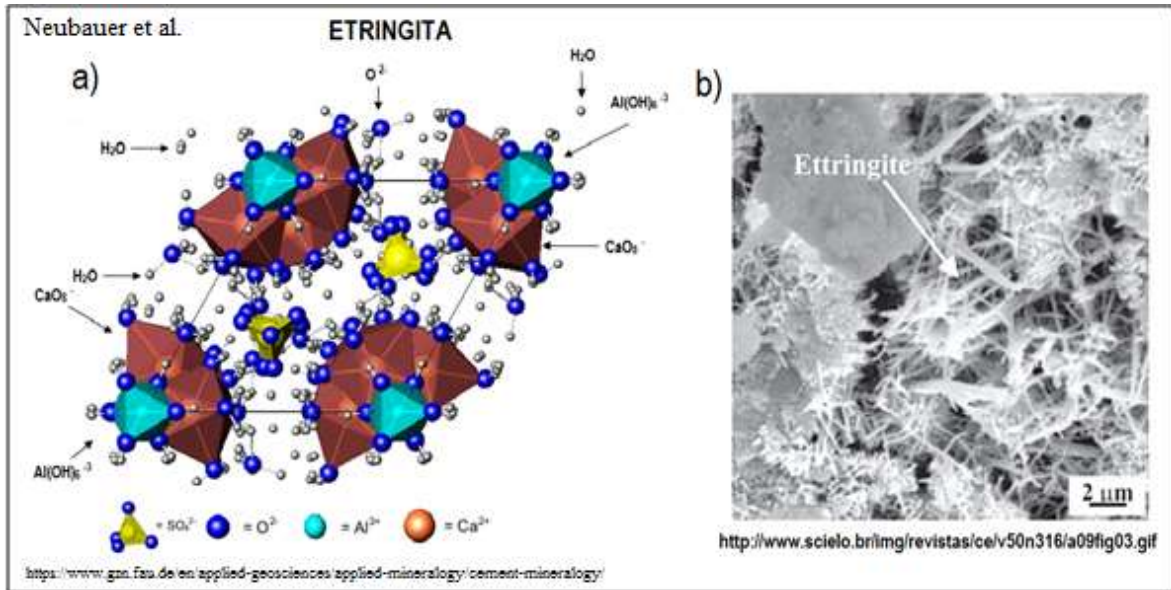 Neubauer et al.
ETRINGITA
a)
O²⁻
H₂O
Al(OH)₆⁻³
H₂O
CaO₈⁻
H₂O
CaO₈⁻
Al(OH)₆⁻³
= SO₄²⁻ = O²⁻ = Al³⁺ = Ca²⁺
https://www.gzn.fau.de/en/applied-geosciences/applied-mineralogy/cement-mineralogy/
b)
Ettringite
2 µm
http://www.scielo.br/img/revistas/ce/v50n316/a09fig03.gif